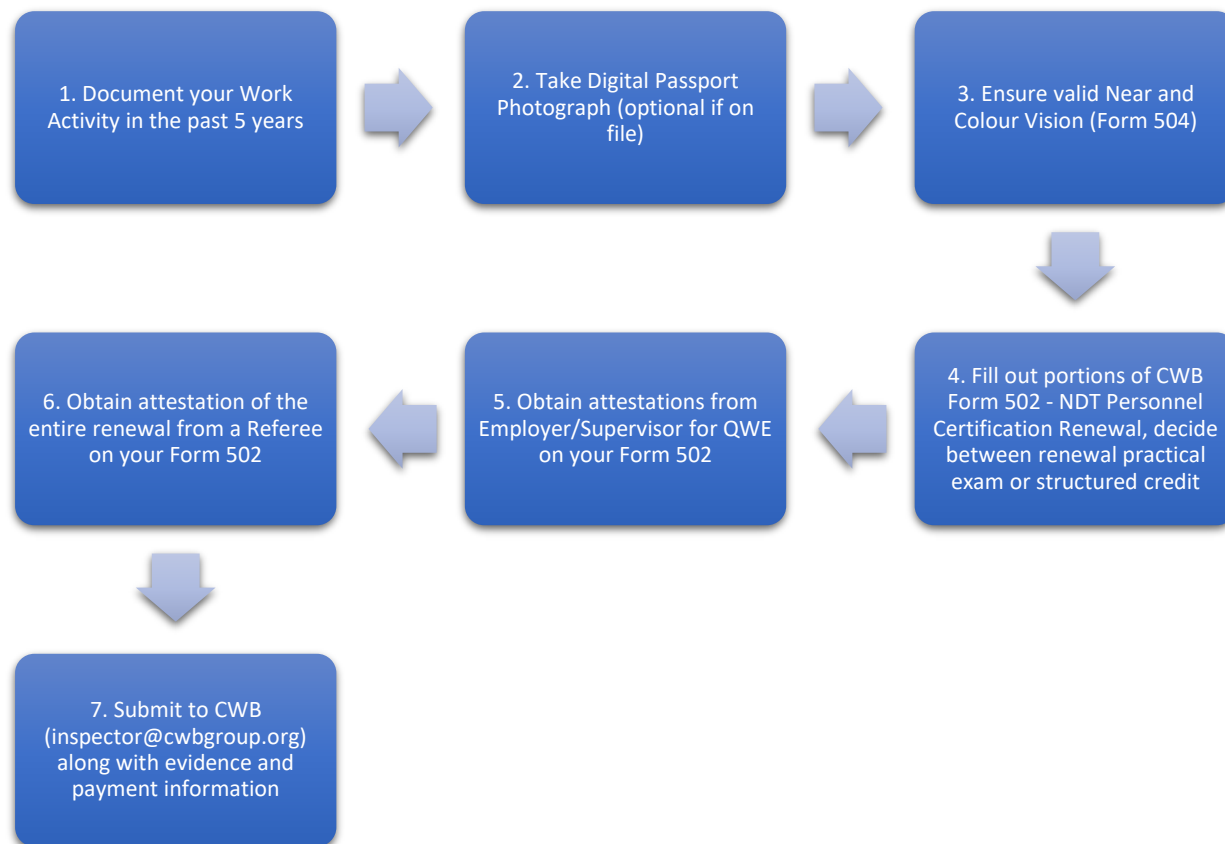 1. Document your Work
Activity in the past 5 years
2. Take Digital Passport
Photograph (optional if on
file)
3. Ensure valid Near and
Colour Vision (Form 504)
4. Fill out portions of CWB
Form 502 - NDT Personnel
Certification Renewal, decide
between renewal practical
exam or structured credit
5. Obtain attestations from
Employer/Supervisor for QWE
on your Form 502
6. Obtain attestation of the
entire renewal from a Referee
on your Form 502
7. Submit to CWB
(inspector@cwbgroup.org)
along with evidence and
payment information